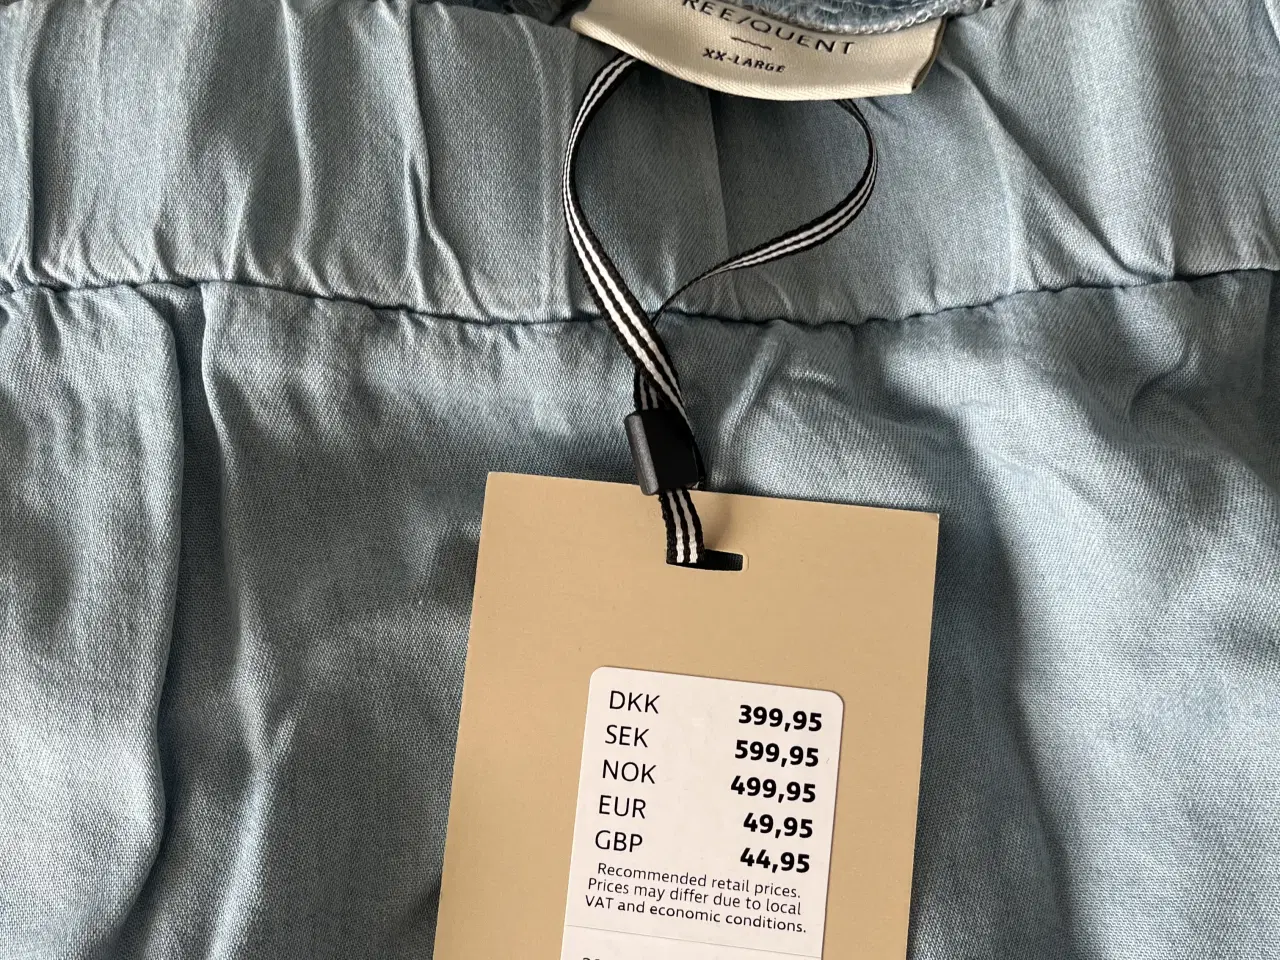 REE/QUENT
XX-LARGE
DKK 399,95
SEK 599,95
NOK 499,95
EUR 49,95
GBP 44,95
Recommended retail prices.
Prices may differ due to local
VAT and economic conditions.